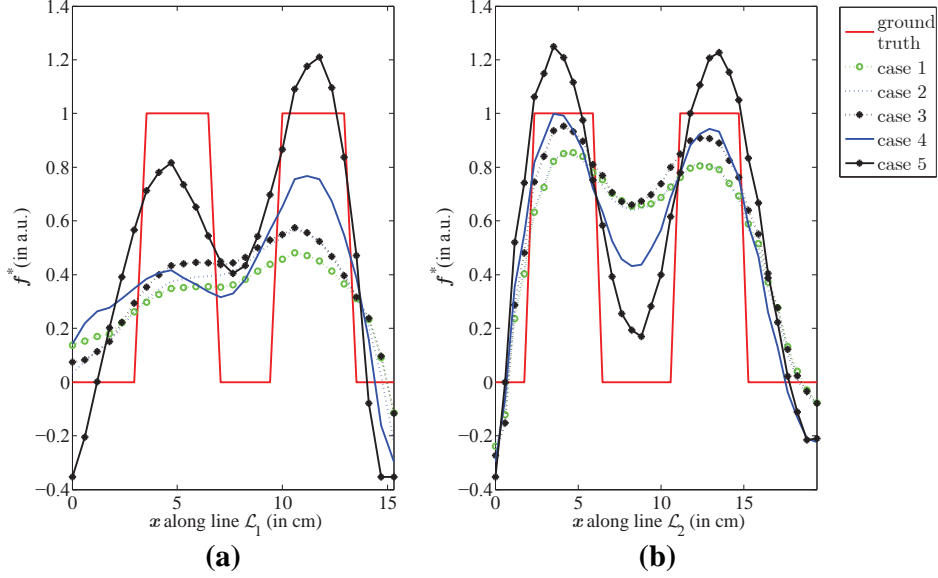 1.4
1.2
1
0.8
0.6
0.4
0.2
0
−0.2
−0.4
f* (in a.u.)
0 5 10 15
x along line L1 (in cm)
(a)
1.4
1.2
1
0.8
0.6
0.4
0.2
0
−0.2
−0.4
f* (in a.u.)
0 5 10 15
x along line L2 (in cm)
(b)
ground
truth
case 1
case 2
case 3
case 4
case 5